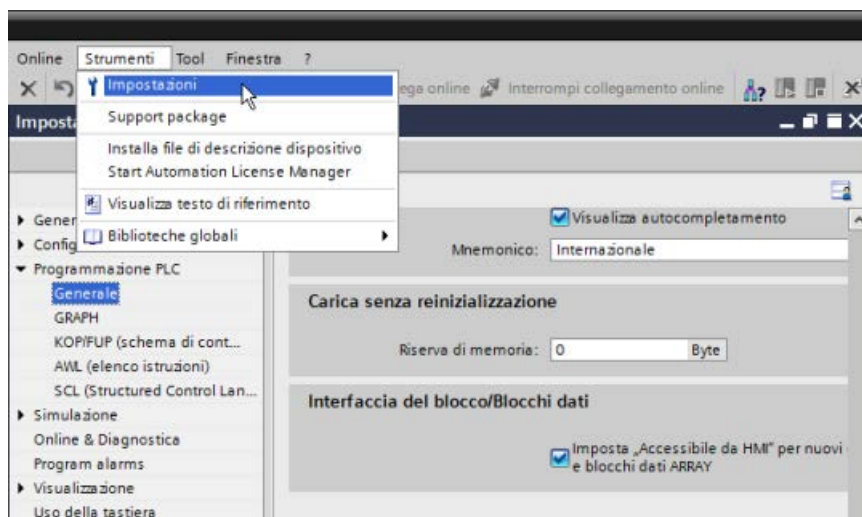 Online Strumenti Tool Finestra ?
Impostazioni
Support package
Installa file di descrizione dispositivo
Start Automation License Manager
Visualizza testo di riferimento
Biblioteche globali
ega online Interrompi collegamento online
Imposta
Gener
Config
Programmazione PLC
Generale
GRAPH
KOP/FUP (schema di cont...
AWL (elenco istruzioni)
SCL (Structured Control Lan...
Simulazione
Online & Diagnostica
Program alarms
Visualizzazione
Uso della tastiera
Visualizza autocompletamento
Mnemonico: Internazionale
Carica senza reinizializzazione
Riserva di memoria: 0 Byte
Interfaccia del blocco/Blocchi dati
Imposta „Accessibile da HMI“ per nuovi
e blocchi dati ARRAY